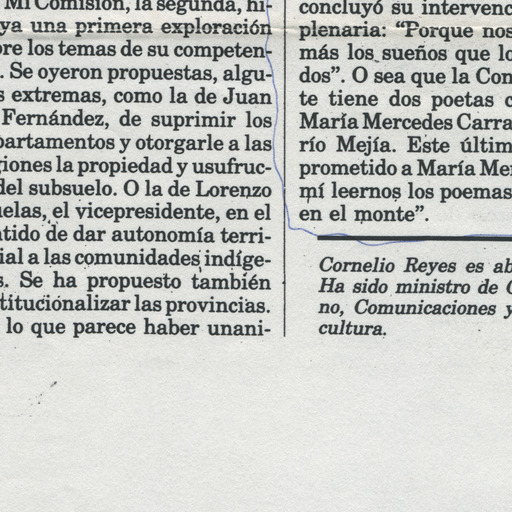 Mi Comisión, la segunda, hi-
ya una primera exploración
re los temas de su competen-
. Se oyeron propuestas, algu-
s extremas, como la de Juan
Fernández, de suprimir los
partamentos y otorgarle a las
giones la propiedad y usufruc-
del subsuelo. O la de Lorenzo
uelas, el vicepresidente, en el
tido de dar autonomía terri-
ial a las comunidades indíge-
s. Se ha propuesto también
titucionalizar las provincias.
lo que parece haber unani-
concluyó su intervenc
plenaria: "Porque nos
más los sueños que lo
dos". O sea que la Con
te tiene dos poetas c
María Mercedes Carra
río Mejía. Este últim
prometido a María Mer
mí leernos los poemas
en el monte".
Cornelio Reyes es ab
Ha sido ministro de G
no, Comunicaciones y
cultura.